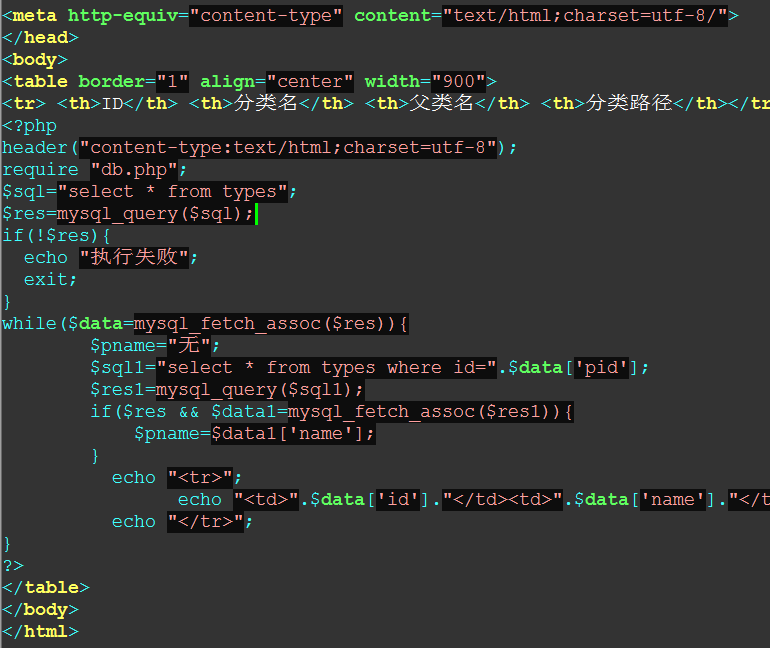 <meta http-equiv="content-type" content="text/html;charset=utf-8/">
</head>
<body>
<table border="1" align="center" width="900">
<tr> <th>ID</th> <th>分类名</th> <th>父类名</th> <th>分类路径</th></tr
<?php
header("content-type:text/html;charset=utf-8");
require "db.php";
$sql="select * from types";
$res=mysql_query($sql);
if(!$res){
  echo "执行失败";
  exit;
}
while($data=mysql_fetch_assoc($res)){
        $pname="无";
        $sql1="select * from types where id=".$data['pid'];
        $res1=mysql_query($sql1);
        if($res && $data1=mysql_fetch_assoc($res1)){
            $pname=$data1['name'];
        }
          echo "<tr>";
                echo "<td>".$data['id']."</td><td>".$data['name']."</t
          echo "</tr>";
}
?>
</table>
</body>
</html>